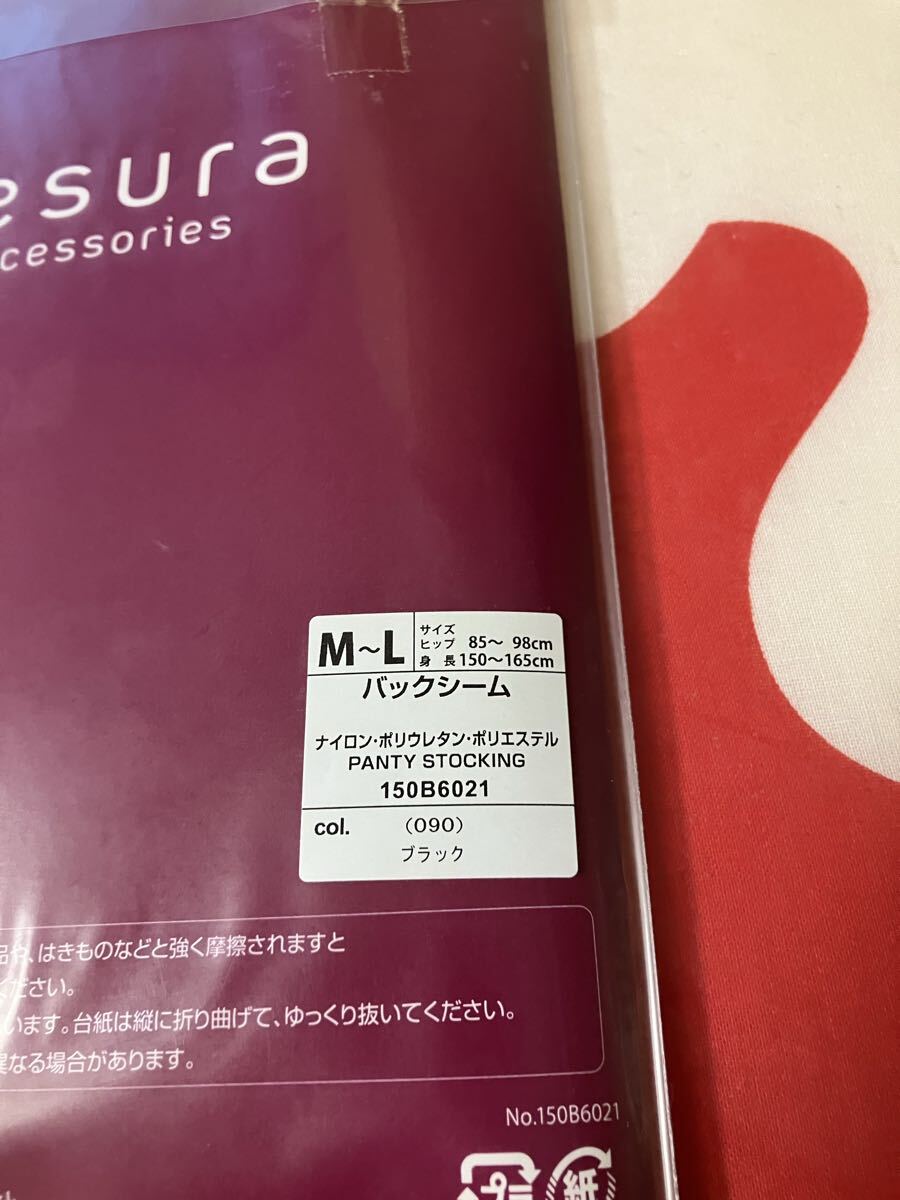 esura
cessories
M〜L
サイズ
ヒップ 85〜 98cm
身 長 150〜165cm
バックシーム
ナイロン・ポリウレタン・ポリエステル
PANTY STOCKING
150B6021
col. (090)
ブラック
品や、はきものなどと強く摩擦されますと
ください。
います。台紙は縦に折り曲げて、ゆっくり抜いてください。
異なる場合があります。
No.150B6021
プ
紙